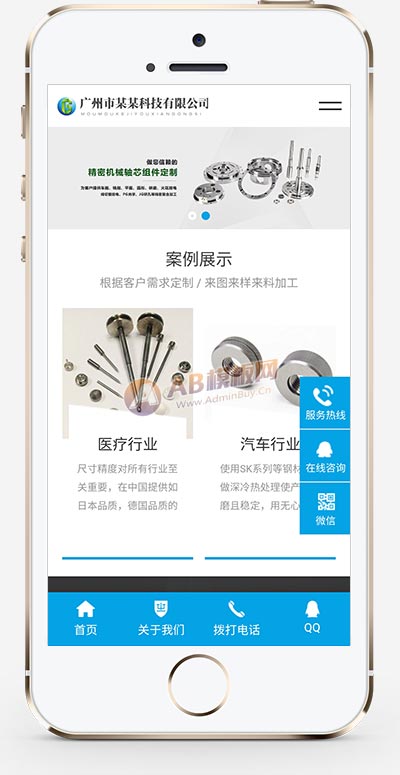 广州市某某科技有限公司
MOUMOUKEJIYOUXIANGONGSI
做您信赖的
精密机械轴芯组件定制
案例展示
根据客户需求定制 / 来图来样来料加工
AB模板网
www.AdminBuy.Cn
医疗行业
尺寸精度对所有行业至
关重要，在中国提供如
日本品质，德国品质的
汽车行业
使用SK系列等钢材
做深冷热处理使产
磨且稳定，用无心
服务热线
在线咨询
微信
首页
关于我们
拨打电话
QQ